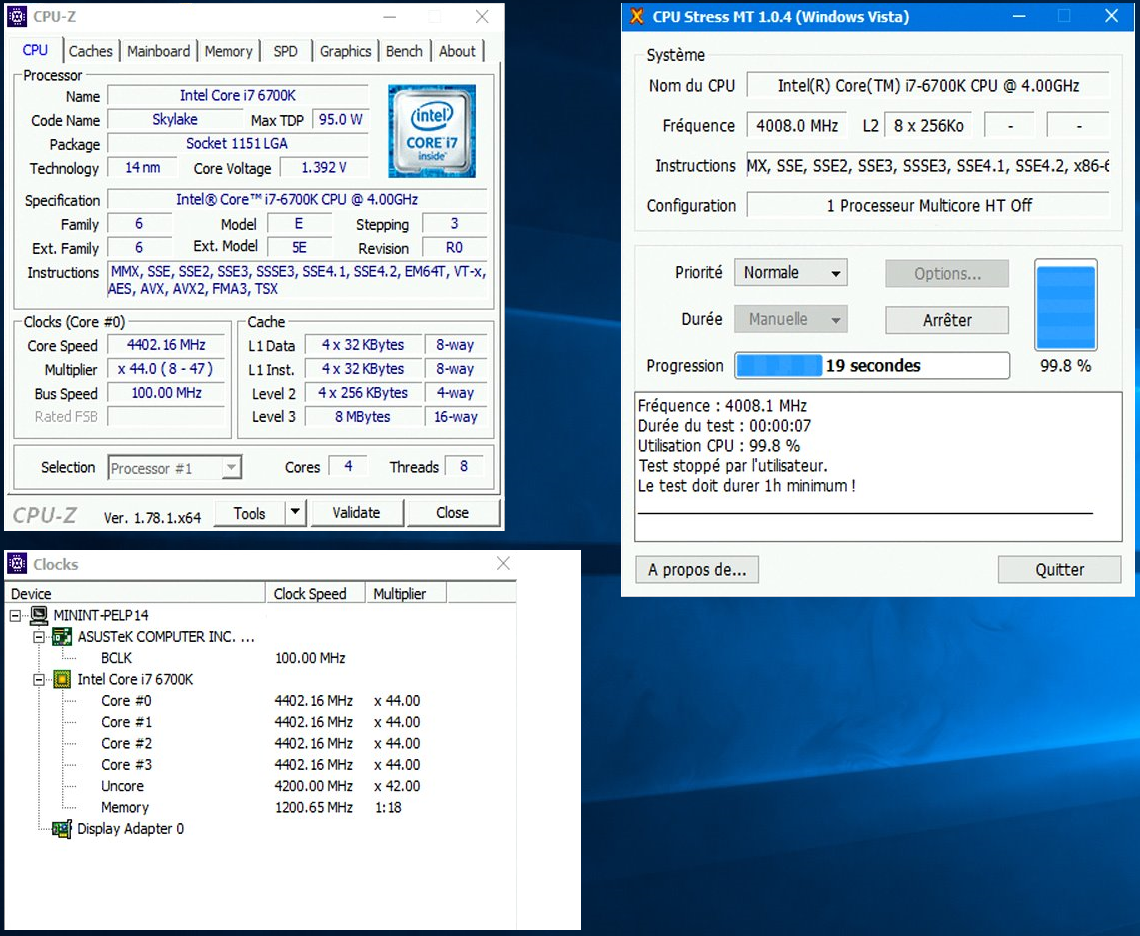 CPU-Z
CPU Caches Mainboard Memory SPD Graphics Bench About
Processor
Name Intel Core i7 6700K
Code Name Skylake Max TDP 95.0 W
Package Socket 1151 LGA
Technology 14 nm Core Voltage 1.392 V
intel
CORE i7
inside
Specification Intel® Core™ i7-6700K CPU @ 4.00GHz
Family 6 Model E Stepping 3
Ext. Family 6 Ext. Model 5E Revision R0
Instructions MMX, SSE, SSE2, SSE3, SSSE3, SSE4.1, SSE4.2, EM64T, VT-x,
AES, AVX, AVX2, FMA3, TSX
Clocks (Core #0)
Core Speed 4402.16 MHz
Multiplier x 44.0 ( 8 - 47 )
Bus Speed 100.00 MHz
Rated FSB
Cache
L1 Data 4 x 32 KBytes 8-way
L1 Inst. 4 x 32 KBytes 8-way
Level 2 4 x 256 KBytes 4-way
Level 3 8 MBytes 16-way
Selection Processor #1 Cores 4 Threads 8
CPU-Z Ver. 1.78.1.x64 Tools Validate Close
CPU Stress MT 1.0.4 (Windows Vista)
Système
Nom du CPU Intel(R) Core(TM) i7-6700K CPU @ 4.00GHz
Fréquence 4008.0 MHz L2 8 x 256Ko - -
Instructions MX, SSE, SSE2, SSE3, SSSE3, SSE4.1, SSE4.2, x86-6
Configuration 1 Processeur Multicore HT Off
Priorité Normale Options...
Durée Manuelle Arrêter
Progression 19 secondes 99.8 %
Fréquence : 4008.1 MHz
Durée du test : 00:00:07
Utilisation CPU : 99.8 %
Test stoppé par l'utilisateur.
Le test doit durer 1h minimum !
A propos de... Quitter
Clocks
Device Clock Speed Multiplier
MININT-PELP14
ASUSTeK COMPUTER INC. ...
BCLK 100.00 MHz
Intel Core i7 6700K
Core #0 4402.16 MHz x 44.00
Core #1 4402.16 MHz x 44.00
Core #2 4402.16 MHz x 44.00
Core #3 4402.16 MHz x 44.00
Uncore 4200.00 MHz x 42.00
Memory 1200.65 MHz 1:18
Display Adapter 0